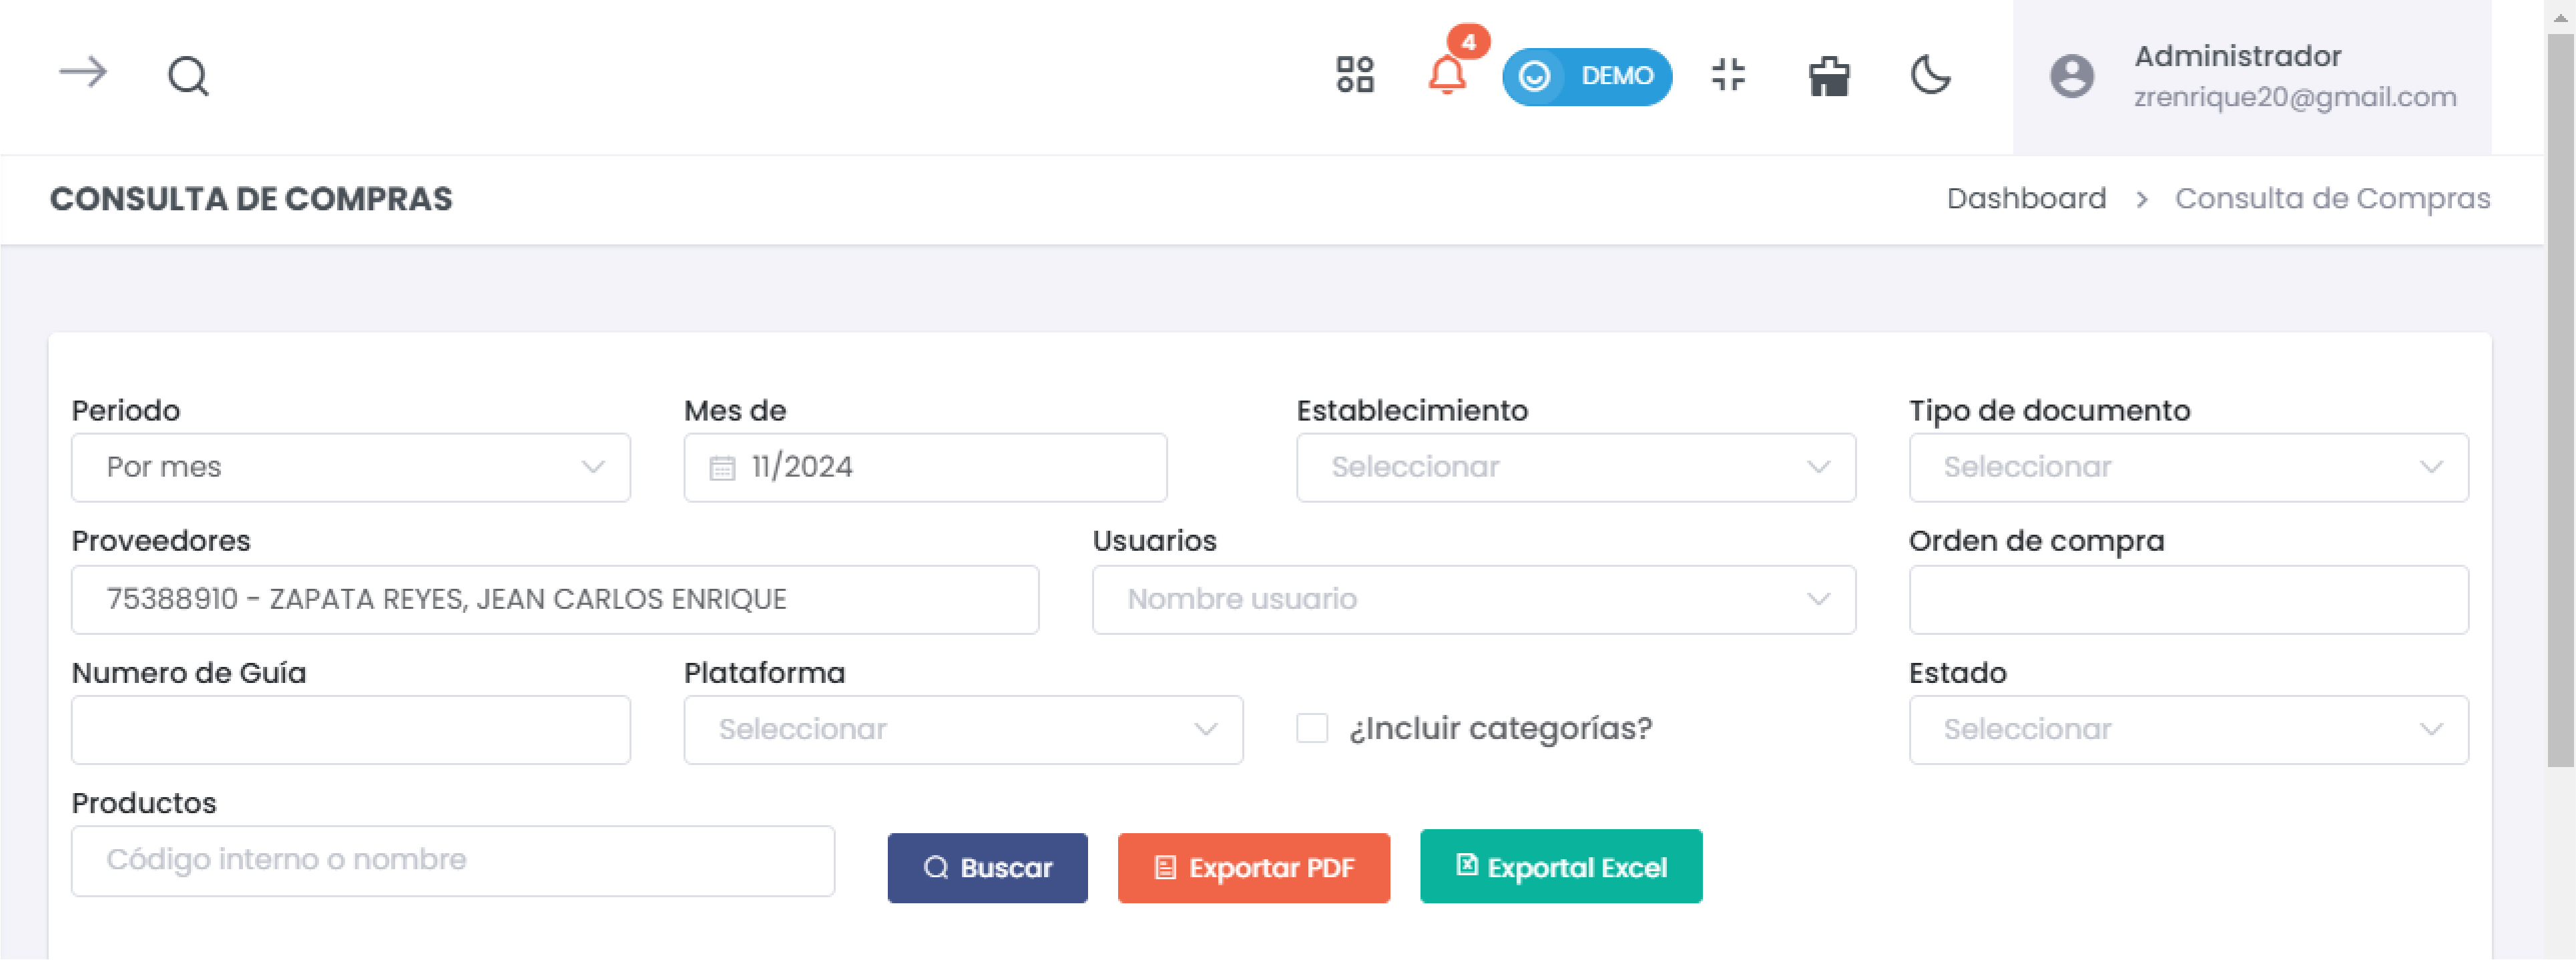 4
DEMO
Administrador
zrenrique20@gmail.com
CONSULTA DE COMPRAS
Dashboard > Consulta de Compras
Periodo
Mes de
Establecimiento
Tipo de documento
Por mes
11/2024
Seleccionar
Seleccionar
Proveedores
Usuarios
Orden de compra
75388910 - ZAPATA REYES, JEAN CARLOS ENRIQUE
Nombre usuario
Numero de Guía
Plataforma
Estado
Seleccionar
¿Incluir categorías?
Seleccionar
Productos
Código interno o nombre
Buscar
Exportar PDF
Exportal Excel